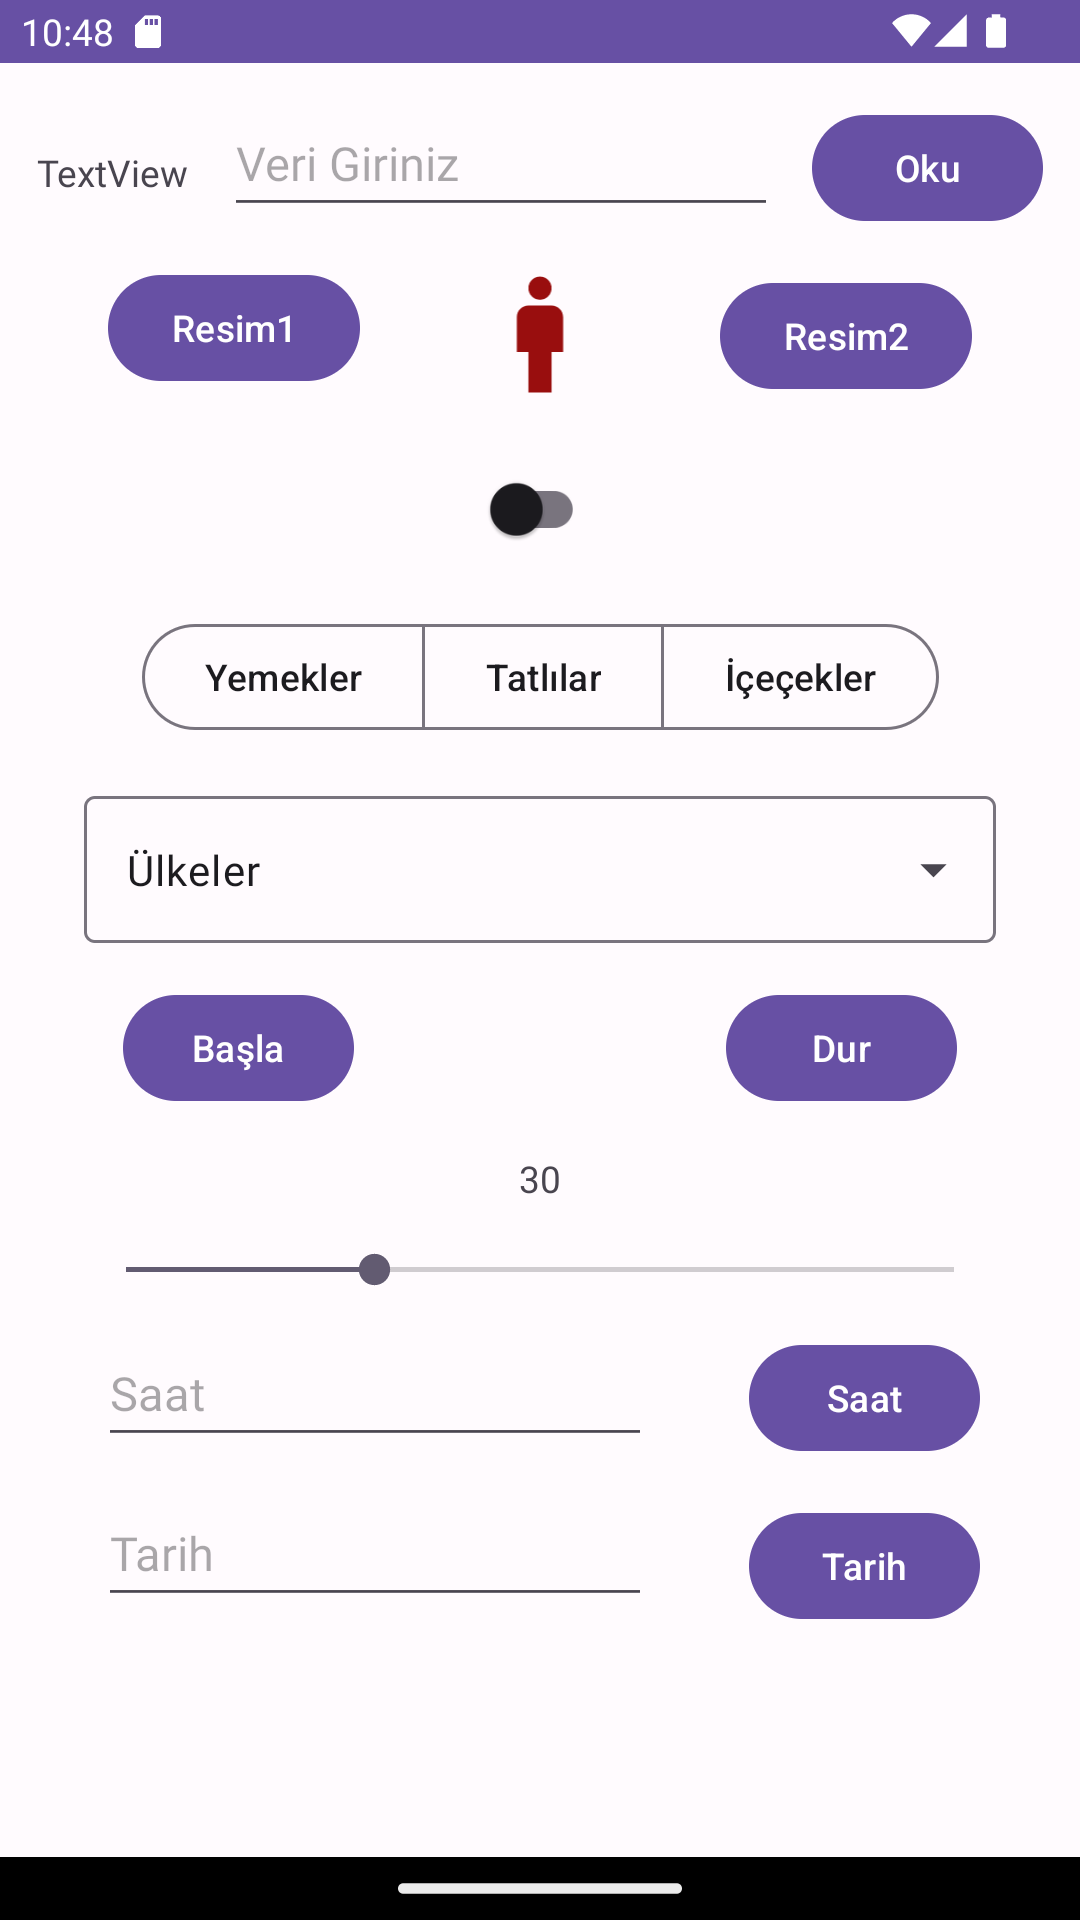 10:48
TextView Veri Giriniz Oku
Resim1 Resim2
Yemekler Tatlılar İçeçekler
Ülkeler
Başla Dur
30
Saat Saat
Tarih Tarih